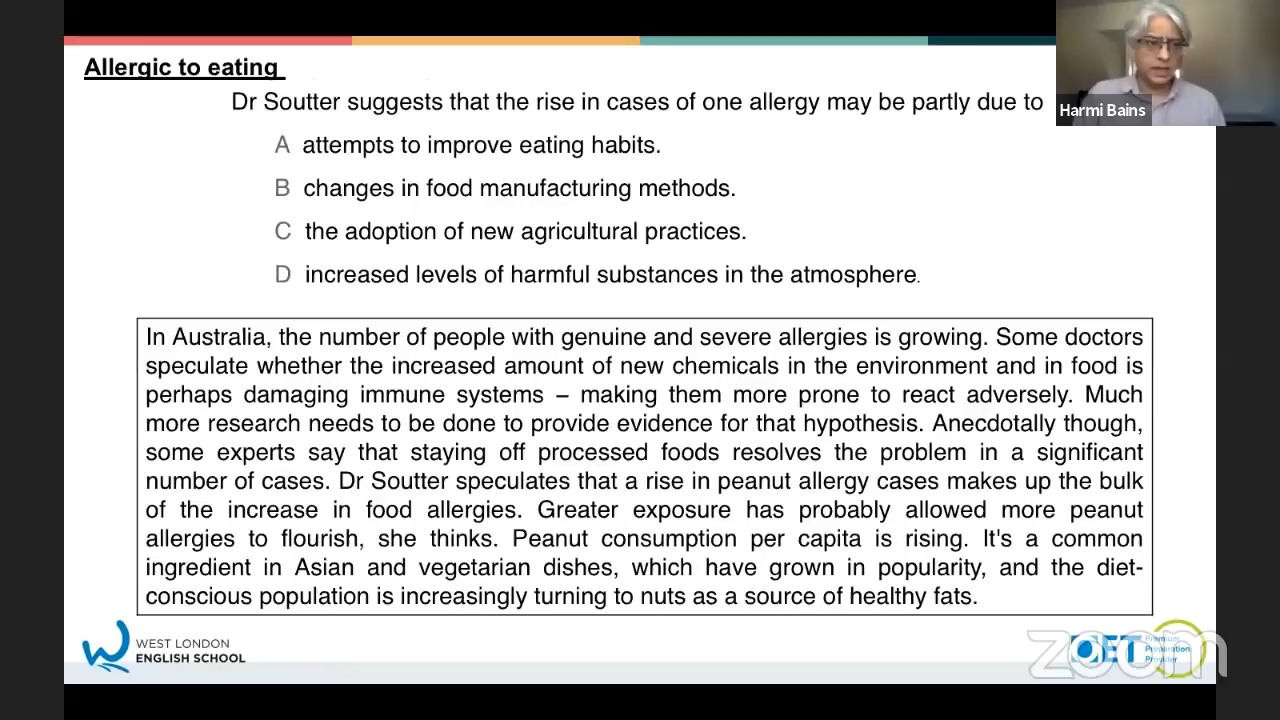 Allergic to eating
Dr Soutter suggests that the rise in cases of one allergy may be partly due to
Harmi Bains
A attempts to improve eating habits.
B changes in food manufacturing methods.
C the adoption of new agricultural practices.
D increased levels of harmful substances in the atmosphere.
In Australia, the number of people with genuine and severe allergies is growing. Some doctors
speculate whether the increased amount of new chemicals in the environment and in food is
perhaps damaging immune systems – making them more prone to react adversely. Much
more research needs to be done to provide evidence for that hypothesis. Anecdotally though,
some experts say that staying off processed foods resolves the problem in a significant
number of cases. Dr Soutter speculates that a rise in peanut allergy cases makes up the bulk
of the increase in food allergies. Greater exposure has probably allowed more peanut
allergies to flourish, she thinks. Peanut consumption per capita is rising. It's a common
ingredient in Asian and vegetarian dishes, which have grown in popularity, and the diet-
conscious population is increasingly turning to nuts as a source of healthy fats.
WEST LONDON
ENGLISH SCHOOL
OET
Premium
Preparation
Provider
zoom